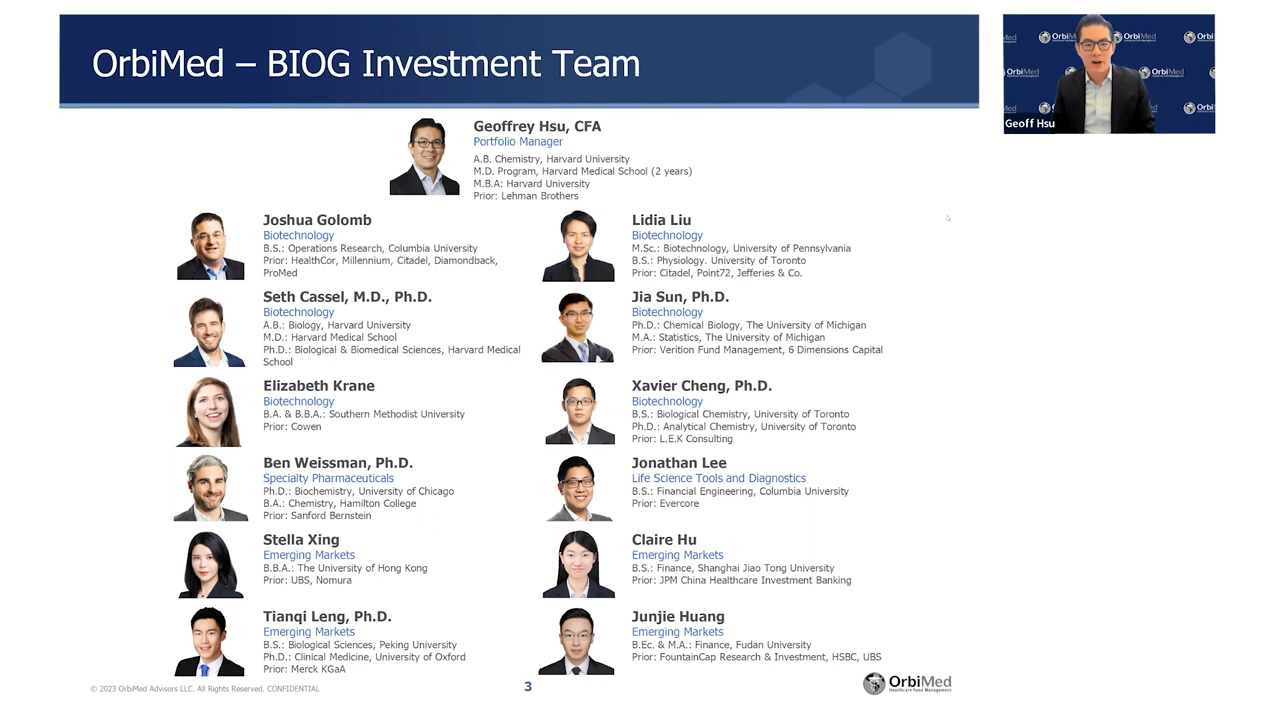 OrbiMed – BIOG Investment Team
Geoff Hsu
Geoffrey Hsu, CFA
Portfolio Manager
A.B. Chemistry, Harvard University
M.D. Program, Harvard Medical School (2 years)
M.B.A: Harvard University
Prior: Lehman Brothers
Joshua Golomb
Biotechnology
B.S.: Operations Research, Columbia University
Prior: HealthCor, Millennium, Citadel, Diamondback,
ProMed
Lidia Liu
Biotechnology
M.Sc.: Biotechnology, University of Pennsylvania
B.S.: Physiology. University of Toronto
Prior: Citadel, Point72, Jefferies & Co.
Seth Cassel, M.D., Ph.D.
Biotechnology
A.B.: Biology, Harvard University
M.D.: Harvard Medical School
Ph.D.: Biological & Biomedical Sciences, Harvard Medical
School
Jia Sun, Ph.D.
Biotechnology
Ph.D.: Chemical Biology, The University of Michigan
M.A.: Statistics, The University of Michigan
Prior: Verition Fund Management, 6 Dimensions Capital
Elizabeth Krane
Biotechnology
B.A. & B.B.A.: Southern Methodist University
Prior: Cowen
Xavier Cheng, Ph.D.
Biotechnology
B.S.: Biological Chemistry, University of Toronto
Ph.D.: Analytical Chemistry, University of Toronto
Prior: L.E.K Consulting
Ben Weissman, Ph.D.
Specialty Pharmaceuticals
Ph.D.: Biochemistry, University of Chicago
B.A.: Chemistry, Hamilton College
Prior: Sanford Bernstein
Jonathan Lee
Life Science Tools and Diagnostics
B.S.: Financial Engineering, Columbia University
Prior: Evercore
Stella Xing
Emerging Markets
B.B.A.: The University of Hong Kong
Prior: UBS, Nomura
Claire Hu
Emerging Markets
B.S.: Finance, Shanghai Jiao Tong University
Prior: JPM China Healthcare Investment Banking
Tianqi Leng, Ph.D.
Emerging Markets
B.S.: Biological Sciences, Peking University
Ph.D.: Clinical Medicine, University of Oxford
Prior: Merck KGaA
Junjie Huang
Emerging Markets
B.Ec. & M.A.: Finance, Fudan University
Prior: FountainCap Research & Investment, HSBC, UBS
© 2023 OrbiMed Advisors LLC. All Rights Reserved. CONFIDENTIAL
3
OrbiMed
Healthcare Fund Management